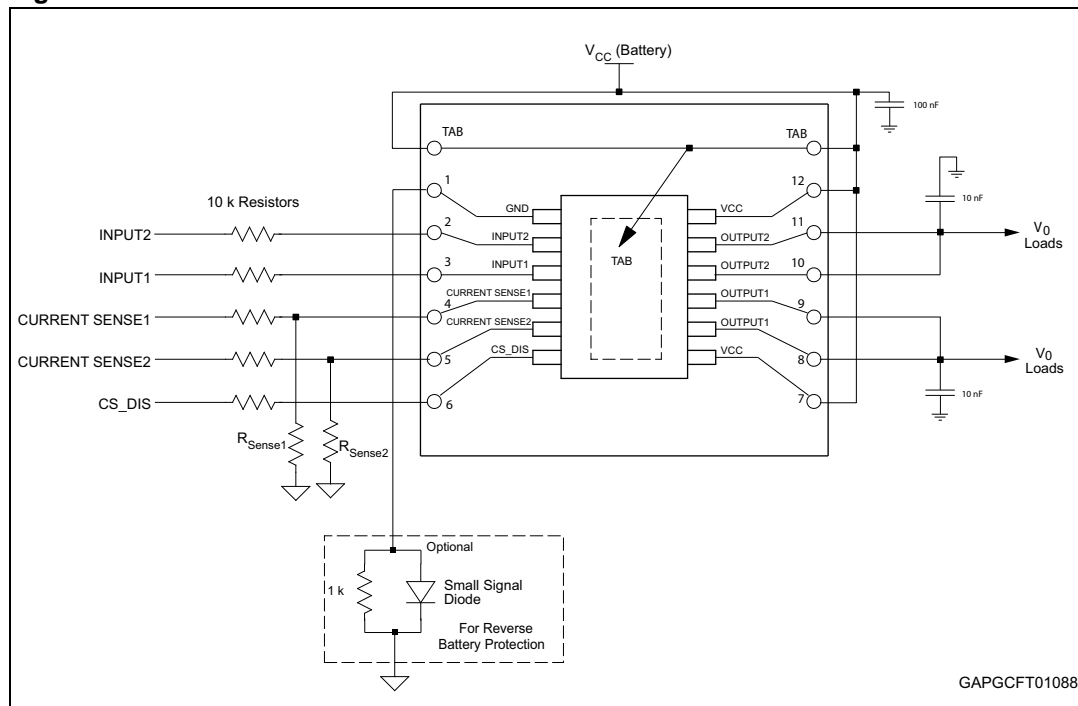 V_CC (Battery)
100 nF
TAB
TAB
1
12
10 k Resistors
GND
VCC
10 nF
INPUT2
2
INPUT2
OUTPUT2
11
V_0
Loads
INPUT1
3
INPUT1
TAB
OUTPUT2
10
CURRENT SENSE1
4
CURRENT SENSE1
OUTPUT1
9
CURRENT SENSE2
5
CURRENT SENSE2
OUTPUT1
8
V_0
Loads
CS_DIS
6
CS_DIS
VCC
7
10 nF
R_Sense1
R_Sense2
Optional
1 k
Small Signal
Diode
For Reverse
Battery Protection
GAPGCFT01088